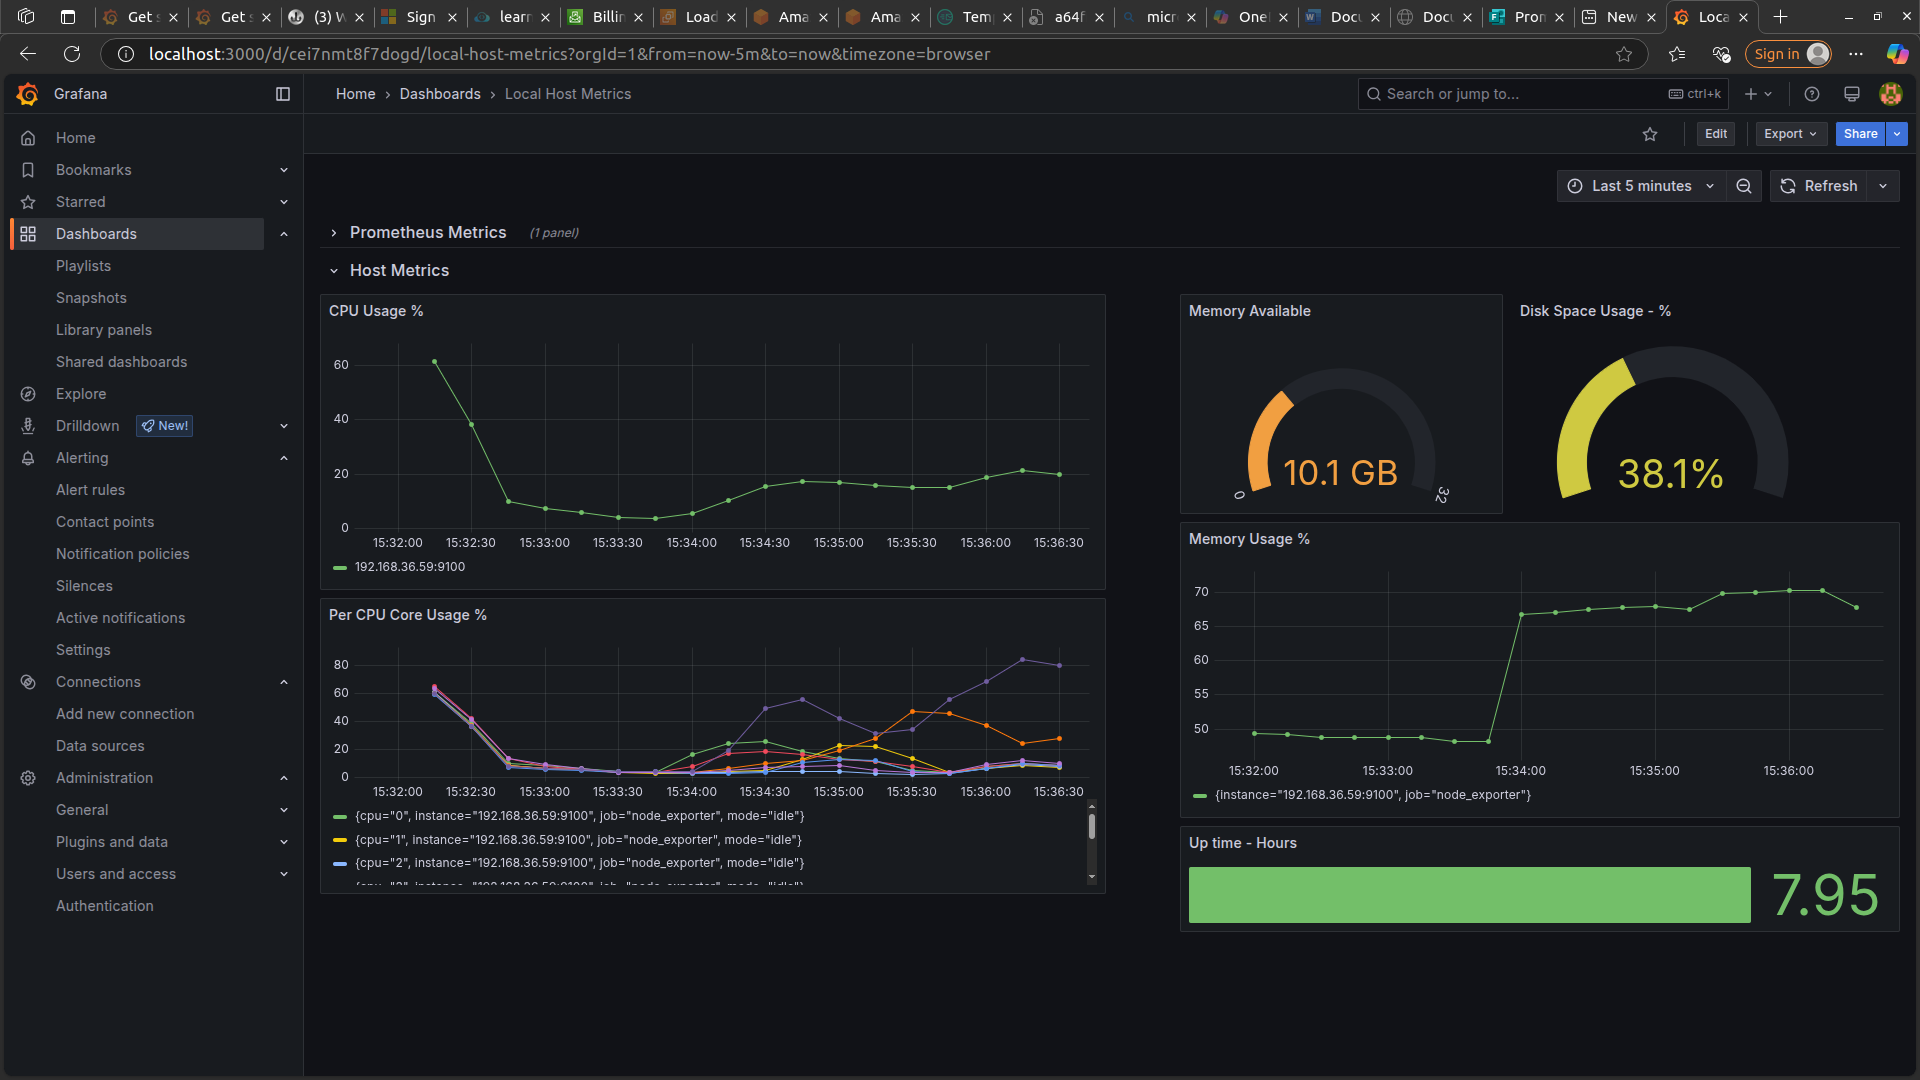 Get s
Get s
(3) W
Sign
learn
Billin
Load
Ama
Ama
Temp
a64f
micr
OneD
Docu
Docu
Pron
New
Loca
localhost:3000/d/cei7nmt8f7dogd/local-host-metrics?orgId=1&from=now-5m&to=now&timezone=browser
Sign in
Grafana
Home › Dashboards › Local Host Metrics
Search or jump to...
ctrl+k
Edit
Export
Share
Home
Bookmarks
Starred
Dashboards
Playlists
Snapshots
Library panels
Shared dashboards
Explore
Drilldown New!
Alerting
Alert rules
Contact points
Notification policies
Silences
Active notifications
Settings
Connections
Add new connection
Data sources
Administration
General
Plugins and data
Users and access
Authentication
Last 5 minutes
Refresh
Prometheus Metrics (1 panel)
Host Metrics
CPU Usage %
60
40
20
0
15:32:00 15:32:30 15:33:00 15:33:30 15:34:00 15:34:30 15:35:00 15:35:30 15:36:00 15:36:30
192.168.36.59:9100
Per CPU Core Usage %
80
60
40
20
0
15:32:00 15:32:30 15:33:00 15:33:30 15:34:00 15:34:30 15:35:00 15:35:30 15:36:00 15:36:30
{cpu="0", instance="192.168.36.59:9100", job="node_exporter", mode="idle"}
{cpu="1", instance="192.168.36.59:9100", job="node_exporter", mode="idle"}
{cpu="2", instance="192.168.36.59:9100", job="node_exporter", mode="idle"}
Memory Available
10.1 GB
0
32
Disk Space Usage - %
38.1%
Memory Usage %
70
65
60
55
50
15:32:00 15:33:00 15:34:00 15:35:00 15:36:00
{instance="192.168.36.59:9100", job="node_exporter"}
Up time - Hours
7.95